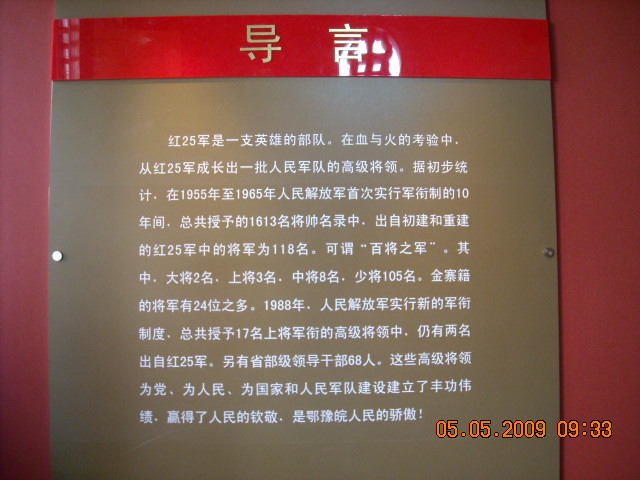 导 言
红25军是一支英雄的部队。在血与火的考验中，
从红25军成长出一批人民军队的高级将领。据初步统
计，在1955年至1965年人民解放军首次实行军衔制的10
年间，总共授予的1613名将帅名录中，出自初建和重建
的红25军中的将军为118名。可谓“百将之军”。其
中，大将2名，上将3名，中将8名，少将105名。金寨籍
的将军有24位之多。1988年，人民解放军实行新的军衔
制度，总共授予17名上将军衔的高级将领中，仍有两名
出自红25军。另有省部级领导干部68人。这些高级将领
为党、为人民、为国家和人民军队建设建立了丰功伟
绩，赢得了人民的钦敬，是鄂豫皖人民的骄傲！
05.05.2009 09:33